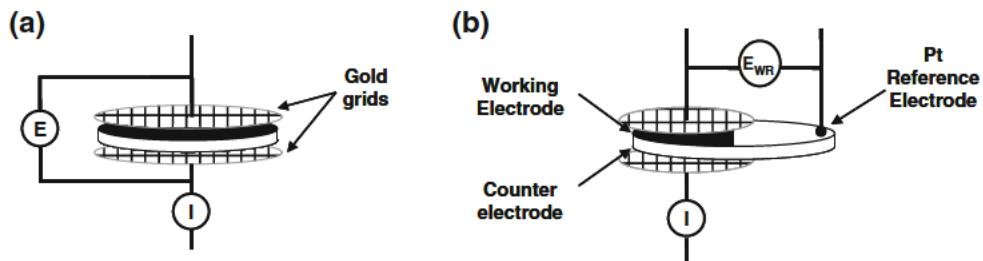 (a)
E
I
Gold
grids
(b)
Working
Electrode
Counter
electrode
E_WR
I
Pt
Reference
Electrode